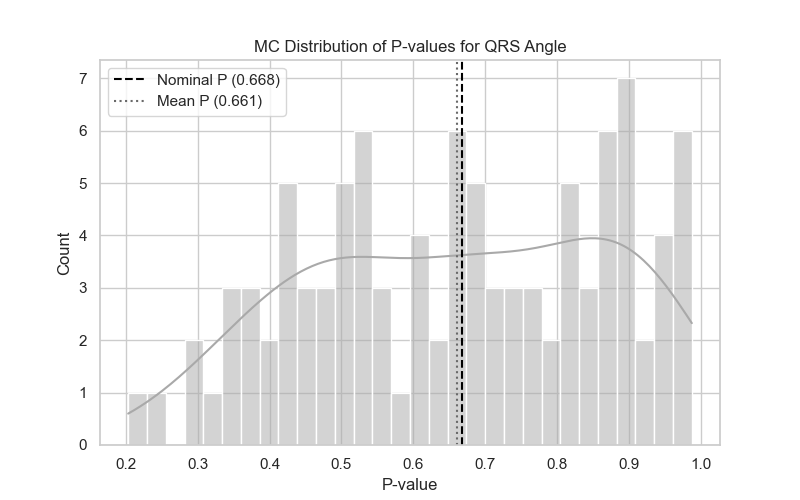 MC Distribution of P-values for QRS Angle
Nominal P (0.668)
Mean P (0.661)
Count
7
6
5
4
3
2
1
0
0.2 0.3 0.4 0.5 0.6 0.7 0.8 0.9 1.0
P-value